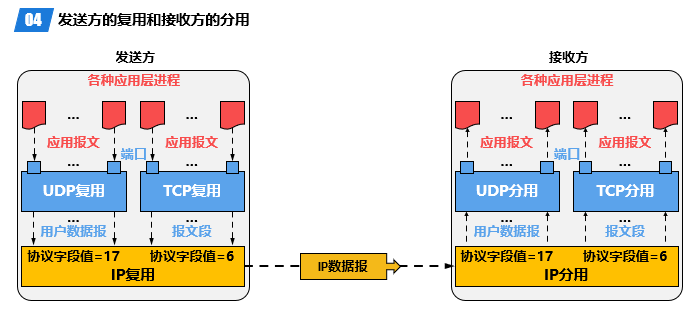 04 发送方的复用和接收方的分用
发送方 接收方
各种应用层进程 各种应用层进程
... ... ... ...
应用报文 应用报文 应用报文 应用报文
... 端口 ... ... 端口 ...
UDP复用 TCP复用 UDP分用 TCP分用
... ... ... ...
用户数据报 报文段 用户数据报 报文段
协议字段值=17 协议字段值=6 协议字段值=17 协议字段值=6
IP复用 IP数据报 IP分用